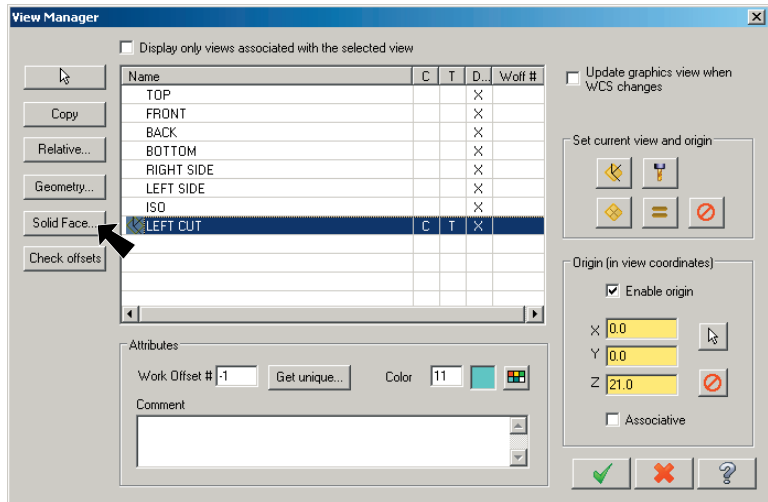 View Manager
Display only views associated with the selected view
Name C T D... Woff #
TOP X
FRONT X
BACK X
BOTTOM X
RIGHT SIDE X
LEFT SIDE X
ISO X
LEFT CUT C T X
Copy
Relative...
Geometry...
Solid Face...
Check offsets
Attributes
Work Offset # -1 Get unique... Color 11
Comment
Update graphics view when
WCS changes
Set current view and origin
Origin (in view coordinates)
Enable origin
X 0.0
Y 0.0
Z 21.0
Associative